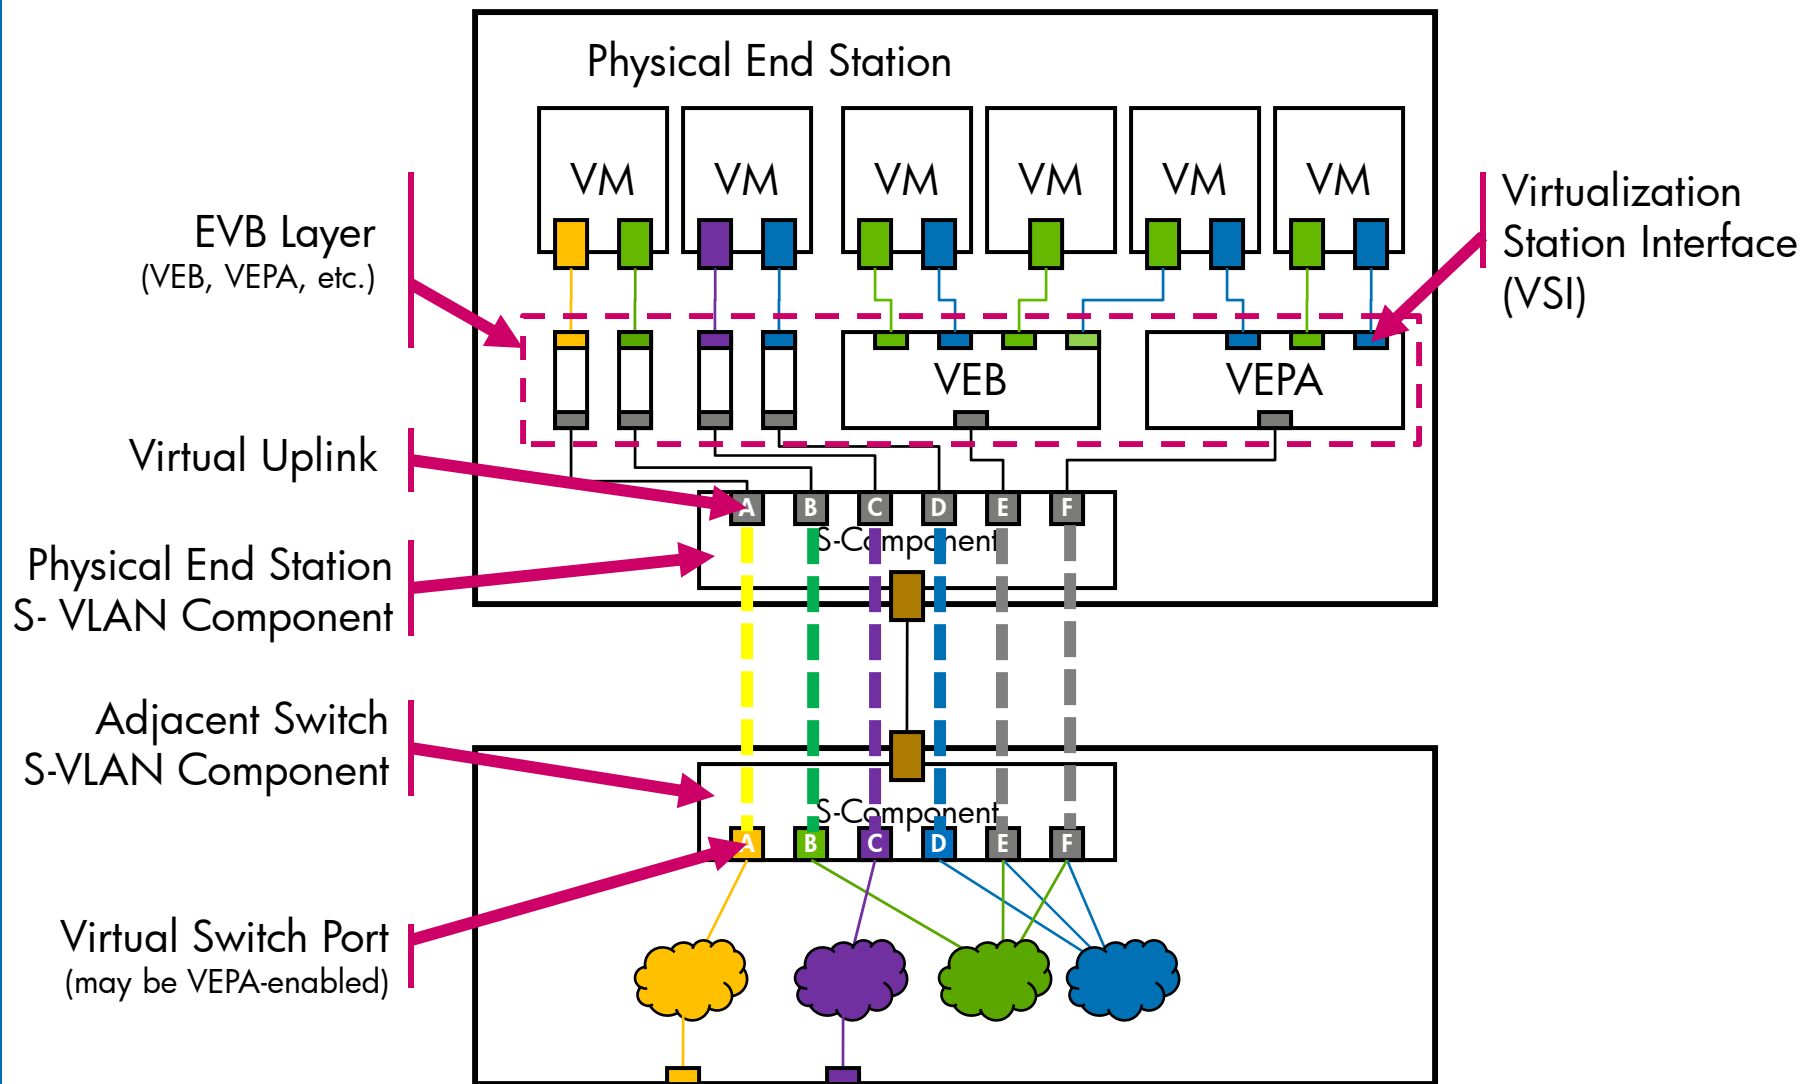 Physical End Station
VM VM VM VM VM VM
EVB Layer
(VEB, VEPA, etc.)
Virtualization
Station Interface
(VSI)
VEB VEPA
Virtual Uplink
A B C D E F
S-Component
Physical End Station
S- VLAN Component
Adjacent Switch
S-VLAN Component
S-Component
A B C D E F
Virtual Switch Port
(may be VEPA-enabled)